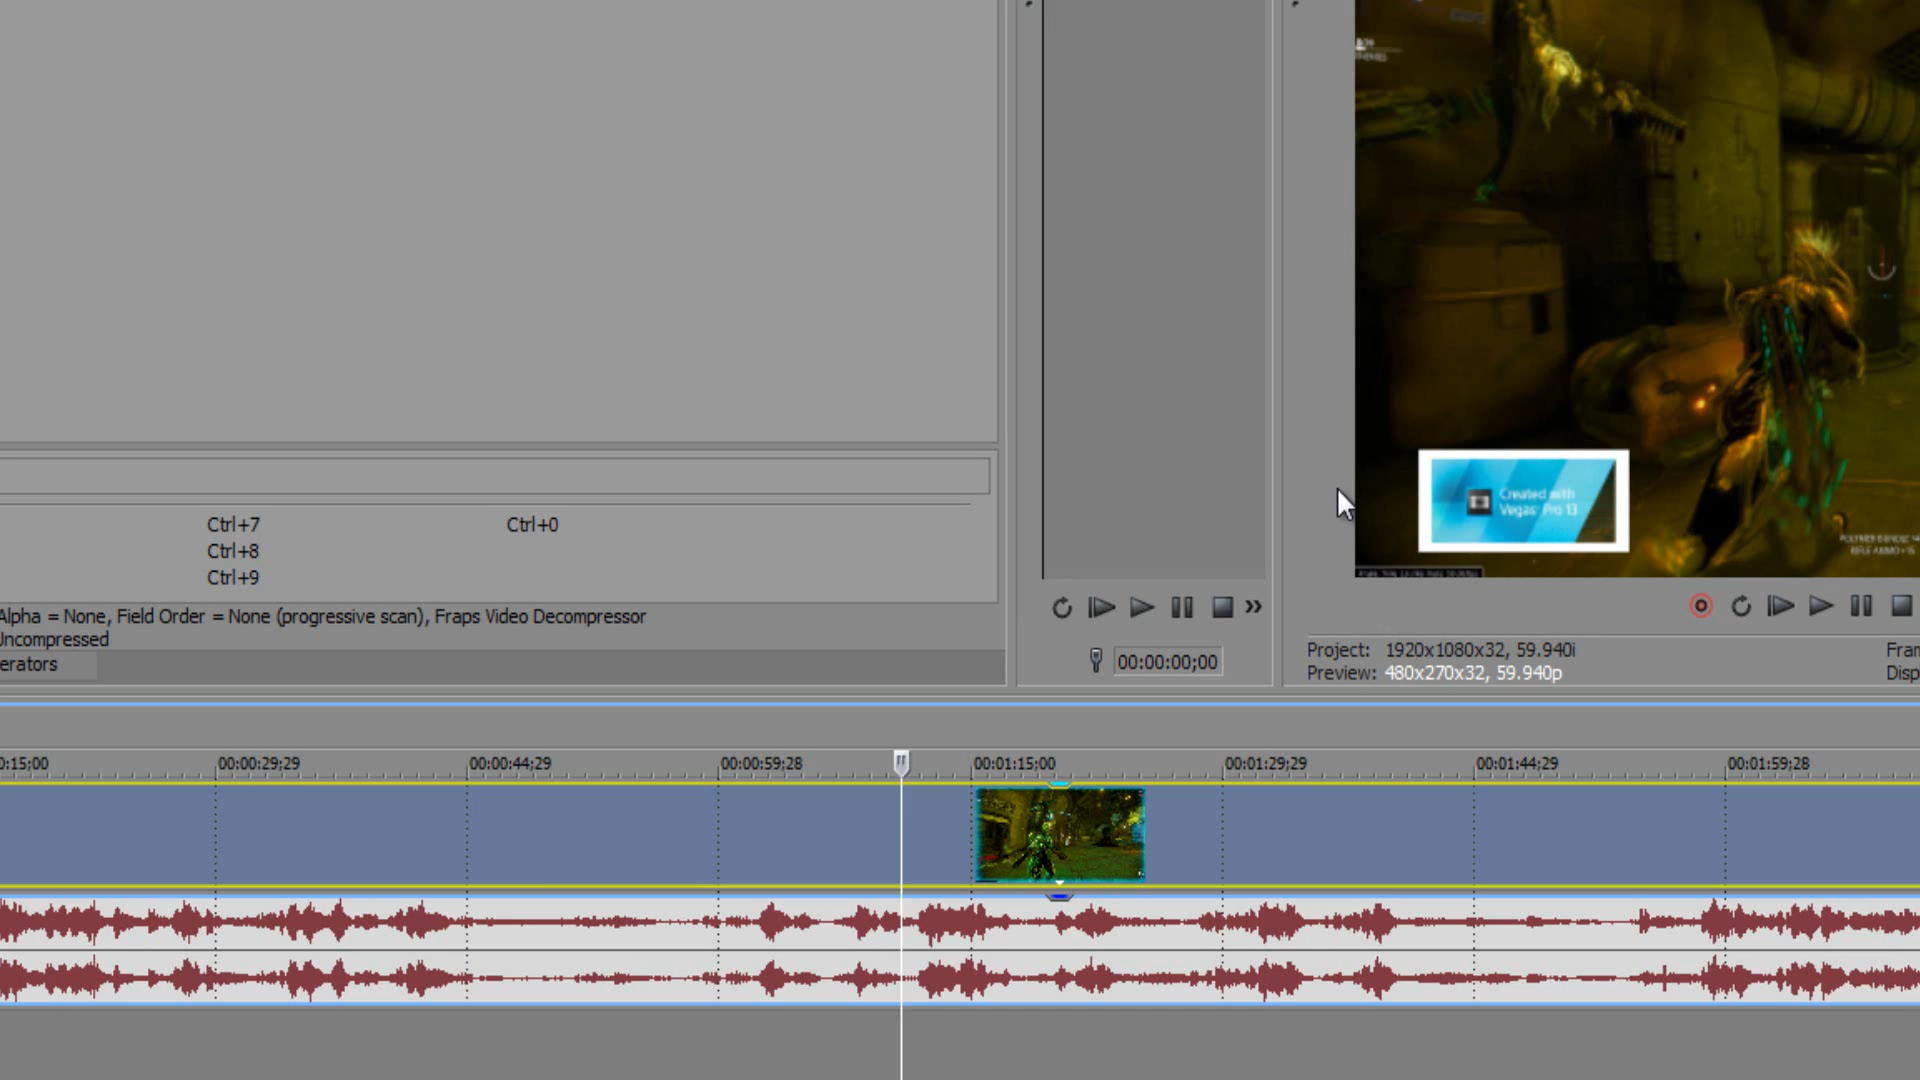 Created with
Vegas Pro 13
RIFLE AMMO +15
Ctrl+7
Ctrl+0
Ctrl+8
Ctrl+9
Alpha = None, Field Order = None (progressive scan), Fraps Video Decompressor
Uncompressed
erators
00:00:00;00
Project: 1920x1080x32, 59.940i
Fram
Preview: 480x270x32, 59.940p
Disp
0:15;00
00:00:29;29
00:00:44;29
00:00:59;28
00:01:15;00
00:01:29;29
00:01:44;29
00:01:59;28